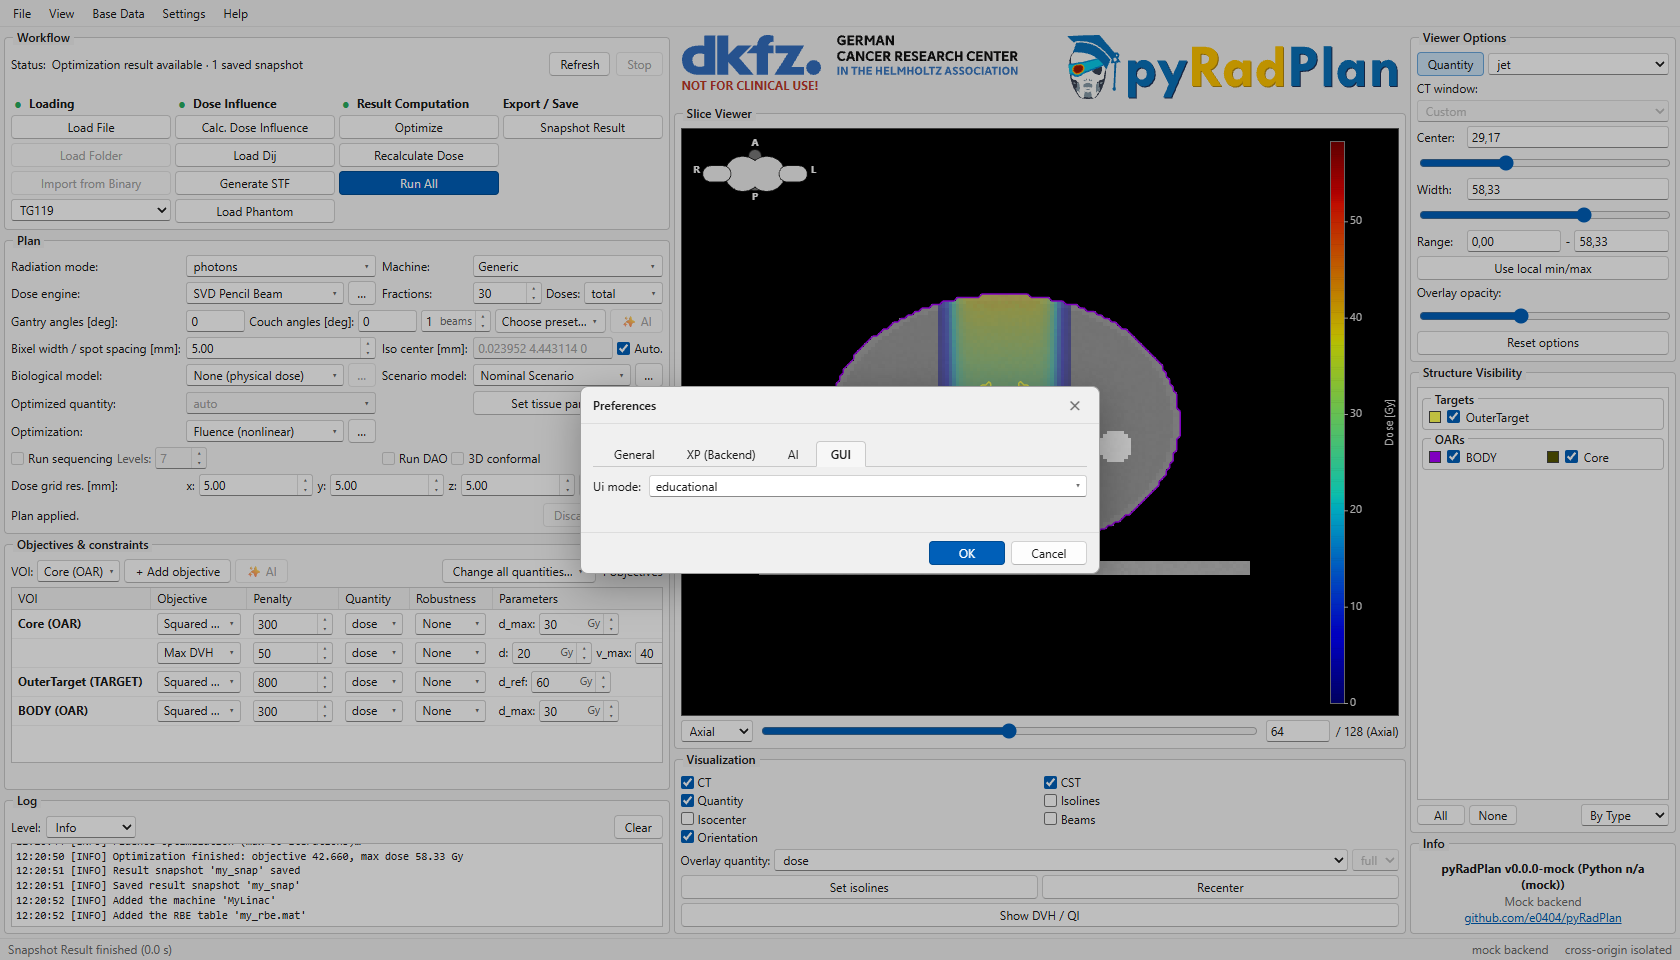 File View Base Data Settings Help
Workflow
Status: Optimization result available · 1 saved snapshot
Refresh
Stop
Loading
Dose Influence
Result Computation
Export / Save
Load File
Calc. Dose Influence
Optimize
Snapshot Result
Load Folder
Load Dij
Recalculate Dose
Import from Binary
Generate STF
Run All
TG119
Load Phantom
Plan
Radiation mode: photons
Machine: Generic
Dose engine: SVD Pencil Beam ...
Fractions: 30 Doses: total
Gantry angles [deg]: 0 Couch angles [deg]: 0 1 beams Choose preset... ✨ AI
Bixel width / spot spacing [mm]: 5.00
Iso center [mm]: 0.023952 4.443114 0 Auto.
Biological model: None (physical dose) ...
Scenario model: Nominal Scenario ...
Optimized quantity: auto
Set tissue
Optimization: Fluence (nonlinear) ...
Run sequencing Levels: 7 Run DAO 3D conformal
Dose grid res. [mm]: x: 5.00 y: 5.00 z: 5.00
Plan applied.
Objectives & constraints
VOI: Core (OAR) + Add objective ✨ AI Change all quantities...
VOI Objective Penalty Quantity Robustness Parameters
Core (OAR) Squared ... 300 dose None d_max: 30 Gy
Max DVH 50 dose None d: 20 Gy v_max: 40
OuterTarget (TARGET) Squared ... 800 dose None d_ref: 60 Gy
BODY (OAR) Squared ... 300 dose None d_max: 30 Gy
Log
Level: Info
Clear
12:20:50 [INFO] Optimization finished: objective 42.660, max dose 58.33 Gy
12:20:51 [INFO] Result snapshot 'my_snap' saved
12:20:51 [INFO] Saved result snapshot 'my_snap'
12:20:52 [INFO] Added the machine 'MyLinac'
12:20:52 [INFO] Added the RBE table 'my_rbe.mat'
Snapshot Result finished (0.0 s)
dkfz.
GERMAN
CANCER RESEARCH CENTER
IN THE HELMHOLTZ ASSOCIATION
NOT FOR CLINICAL USE!
pyRadPlan
Slice Viewer
A
R L
P
50
40
30
20
10
0
Dose [Gy]
Axial 64 / 128 (Axial)
Preferences
General XP (Backend) AI GUI
Ui mode: educational
OK Cancel
Visualization
CT CST
Quantity Isolines
Isocenter Beams
Orientation
Overlay quantity: dose full
Set isolines
Recenter
Show DVH / QI
Viewer Options
Quantity jet
CT window:
Custom
Center: 29,17
Width: 58,33
Range: 0,00 - 58,33
Use local min/max
Overlay opacity:
Reset options
Structure Visibility
Targets
OuterTarget
OARs
BODY Core
All None By Type
Info
pyRadPlan v0.0.0-mock (Python n/a
(mock))
Mock backend
github.com/e0404/pyRadPlan
mock backend cross-origin isolated